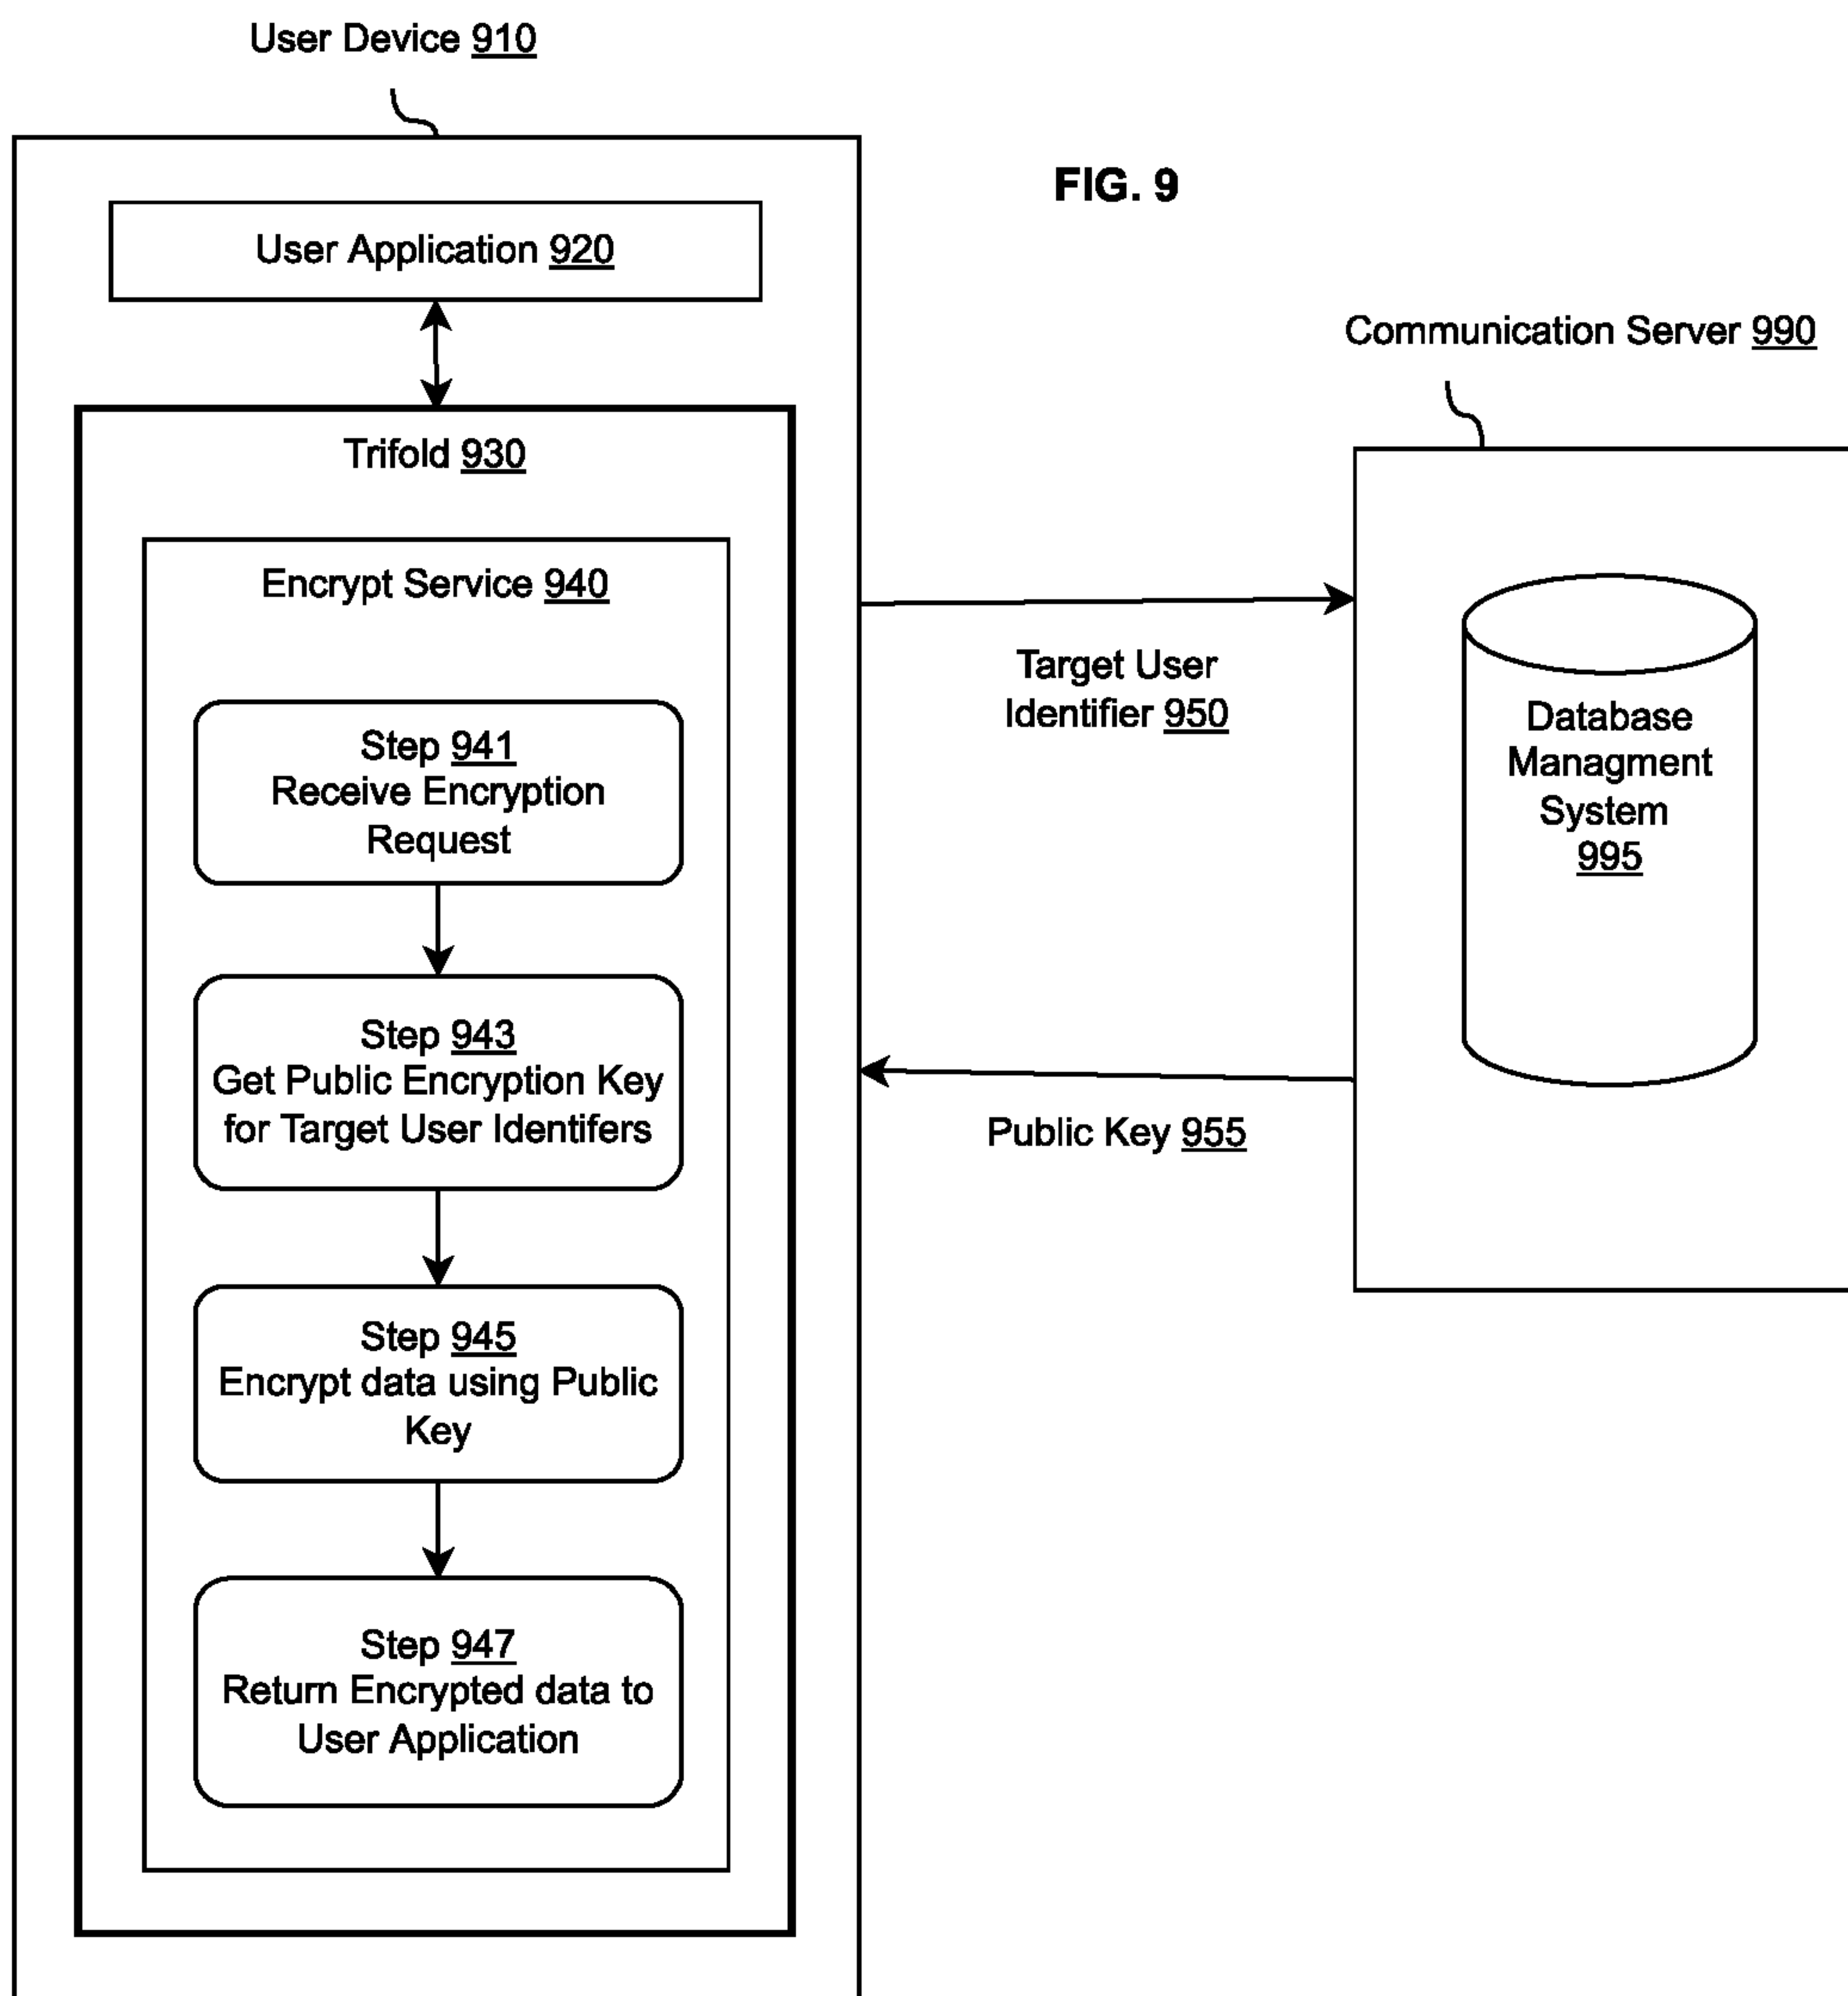 User Device 910
FIG. 9
User Application 920
Communication Server 990
Trifold 930
Encrypt Service 940
Target User
Identifier 950
Database
Managment
System
995
Step 941
Receive Encryption
Request
Step 943
Get Public Encryption Key
for Target User Identifers
Public Key 955
Step 945
Encrypt data using Public
Key
Step 947
Return Encrypted data to
User Application